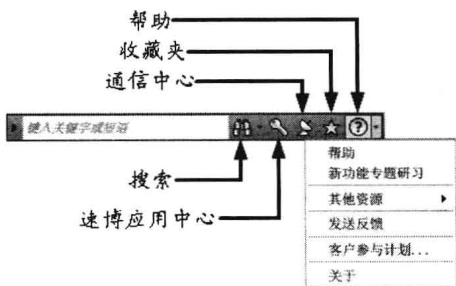 帮助
收藏夹
通信中心
键入关键字或短语
搜索
速博应用中心
帮助
新功能专题研习
其他资源
发送反馈
客户参与计划...
关于